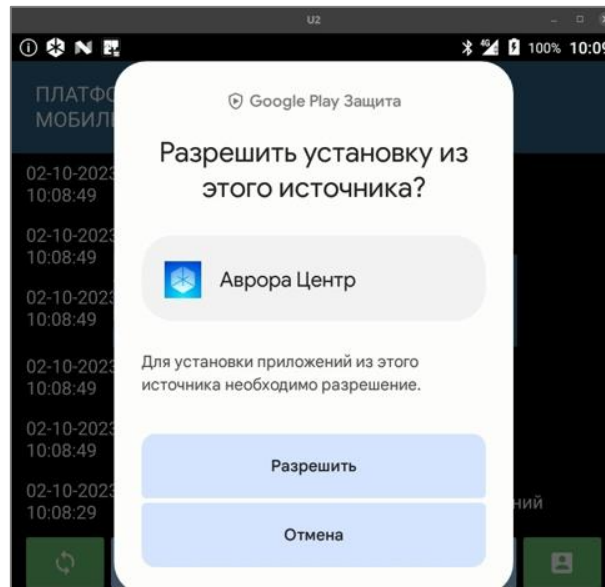 U2
4G 100% 10:09
ПЛАТФО
МОБИЛ
Google Play Защита
Разрешить установку из
этого источника?
Аврора Центр
Для установки приложений из этого
источника необходимо разрешение.
Разрешить
Отмена
02-10-2023
10:08:49
02-10-2023
10:08:49
02-10-2023
10:08:49
02-10-2023
10:08:49
02-10-2023
10:08:49
02-10-2023
10:08:29
ний